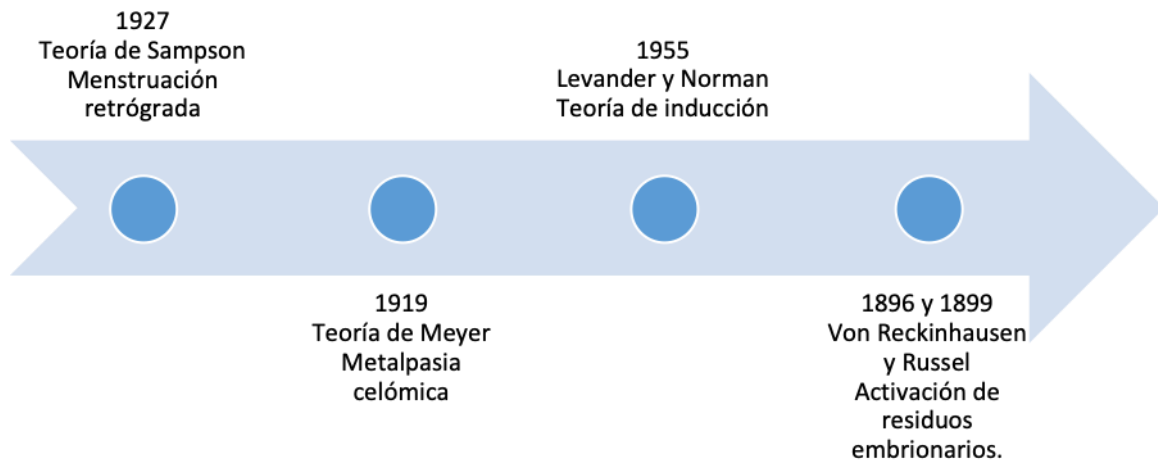 1927
Teoría de Sampson
Menstruación
retrógrada
1919
Teoría de Meyer
Metalpasia
celómica
1955
Levander y Norman
Teoría de inducción
1896 y 1899
Von Reckinhausen
y Russel
Activación de
residuos
embrionarios.